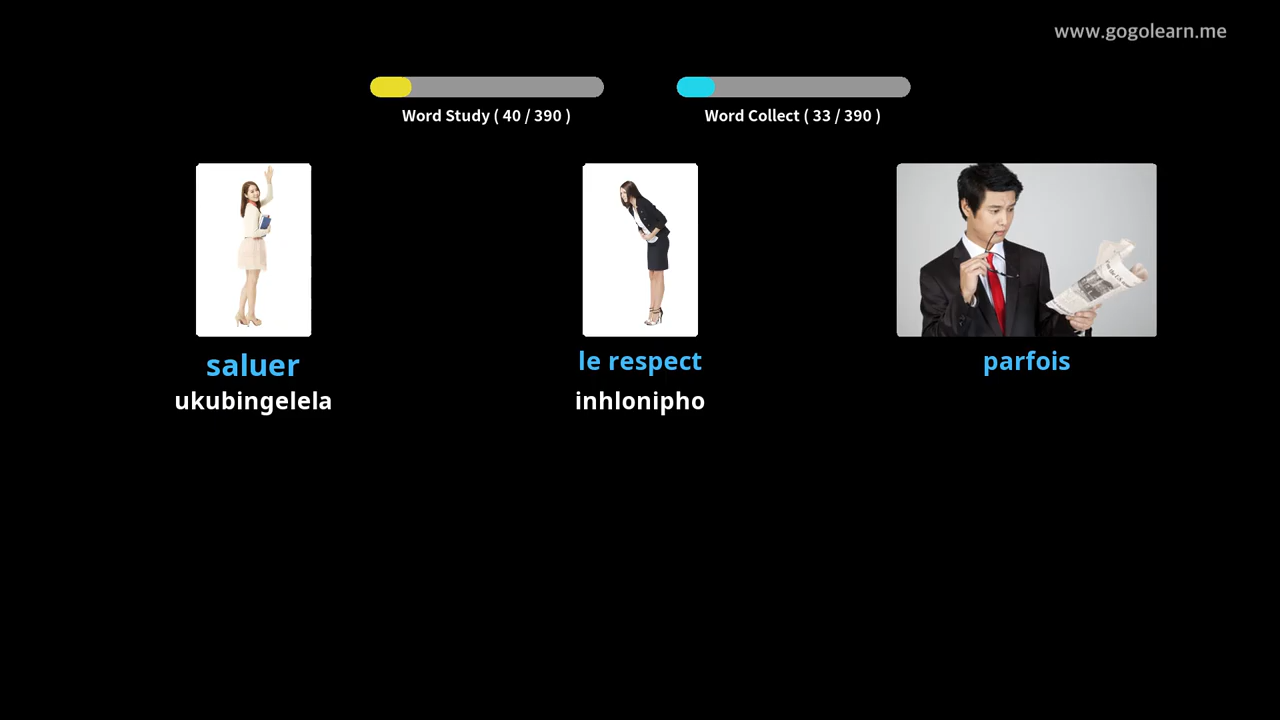 www.gogolearn.me
Word Study ( 40 / 390 )
Word Collect ( 33 / 390 )
saluer
ukubingelela
le respect
inhlonipho
parfois